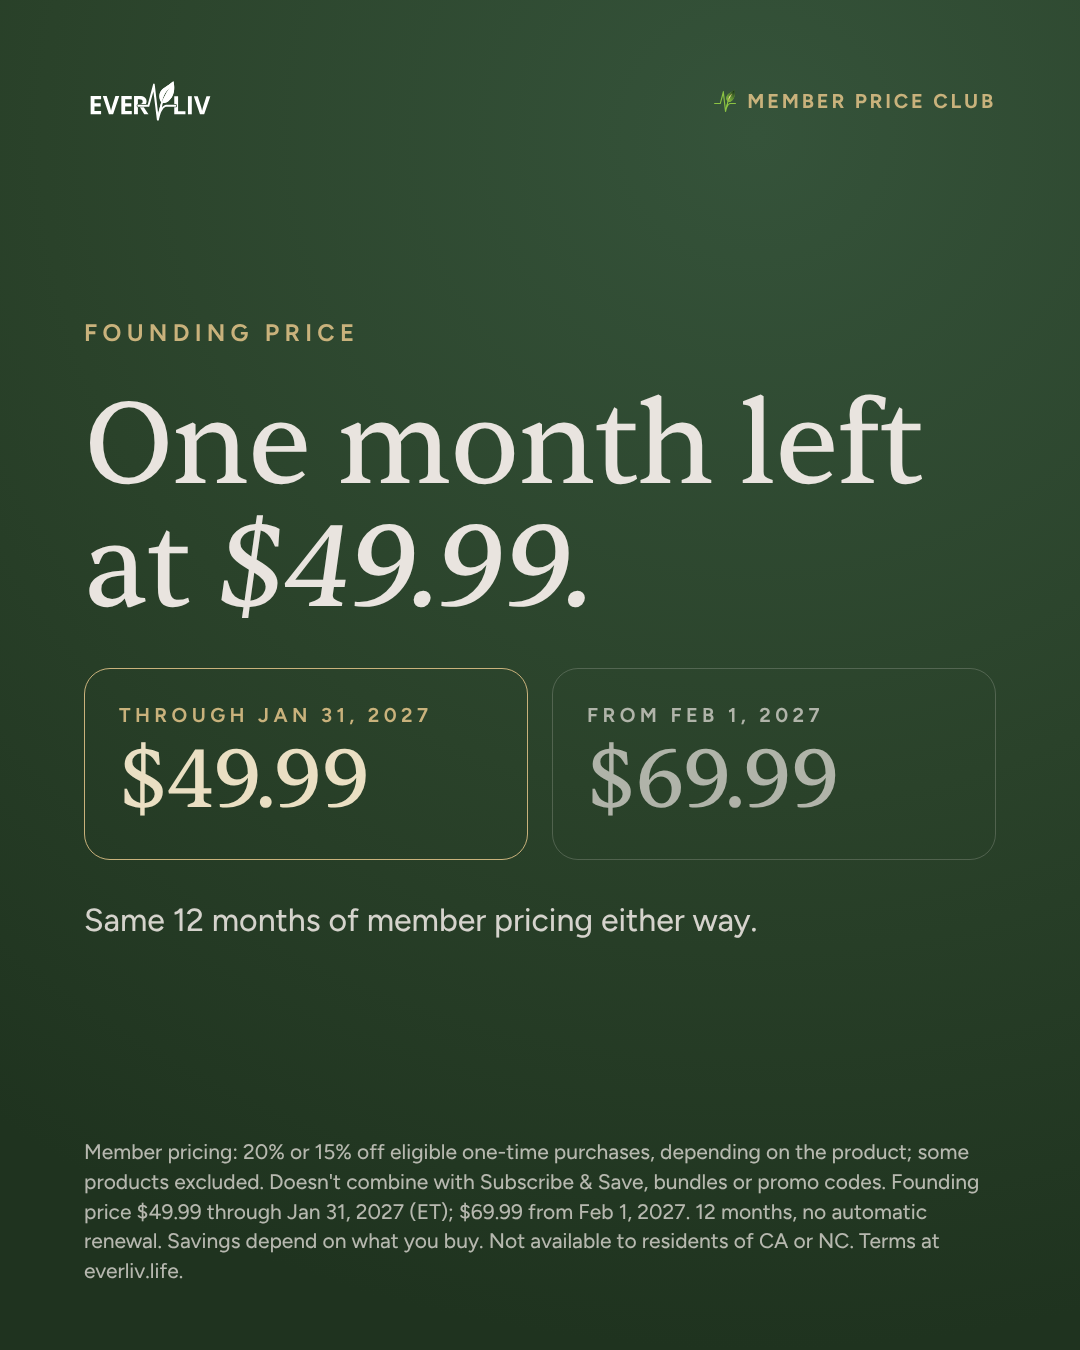 EVERLIV
MEMBER PRICE CLUB
FOUNDING PRICE
One month left
at $49.99.
THROUGH JAN 31, 2027
$49.99
FROM FEB 1, 2027
$69.99
Same 12 months of member pricing either way.
Member pricing: 20% or 15% off eligible one-time purchases, depending on the product; some
products excluded. Doesn't combine with Subscribe & Save, bundles or promo codes. Founding
price $49.99 through Jan 31, 2027 (ET); $69.99 from Feb 1, 2027. 12 months, no automatic
renewal. Savings depend on what you buy. Not available to residents of CA or NC. Terms at
everliv.life.